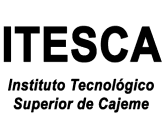 ITESCA
Instituto Tecnológico
Superior de Cajeme